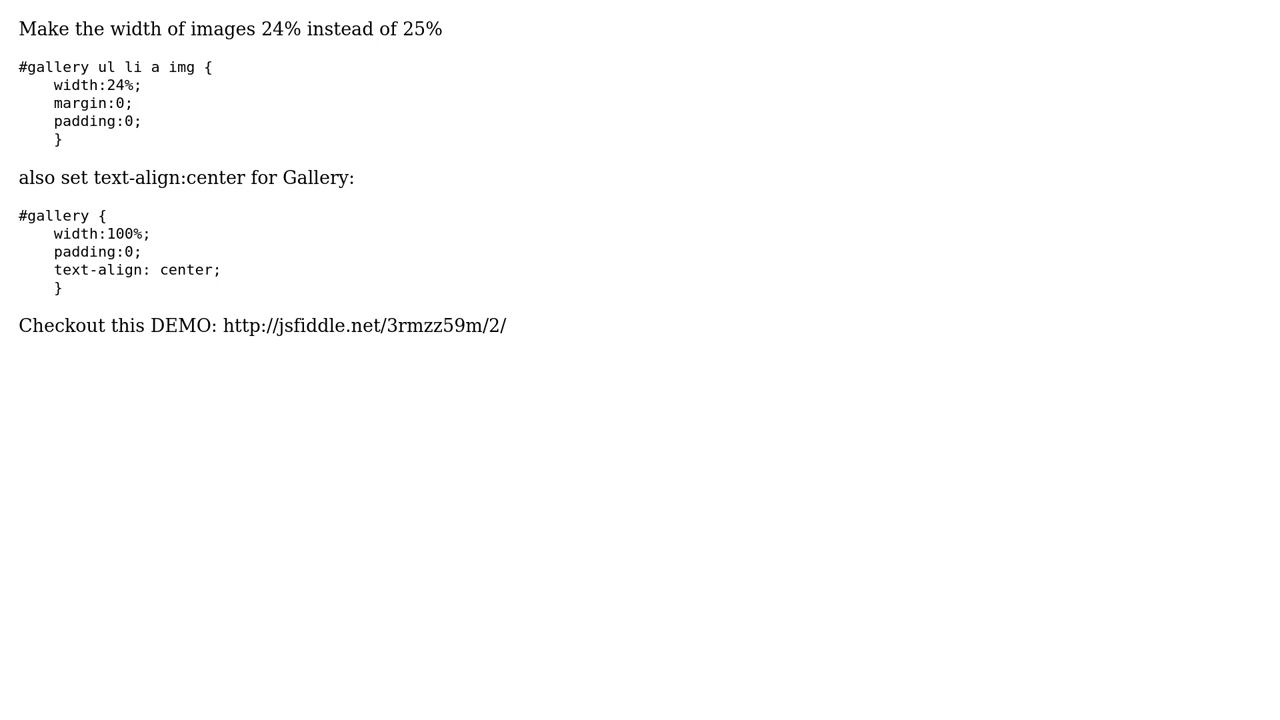 Make the width of images 24% instead of 25%
#gallery ul li a img {
    width:24%;
    margin:0;
    padding:0;
    }
also set text-align:center for Gallery:
#gallery {
    width:100%;
    padding:0;
    text-align: center;
    }
Checkout this DEMO: http://jsfiddle.net/3rmzz59m/2/